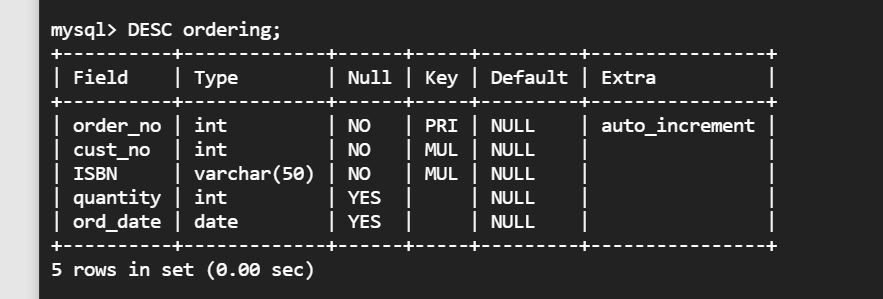 mysql> DESC ordering;
+-----------+-------------+------+-----+---------+----------------+
| Field     | Type        | Null | Key | Default | Extra          |
+-----------+-------------+------+-----+---------+----------------+
| order_no  | int         | NO   | PRI | NULL    | auto_increment |
| cust_no   | int         | NO   | MUL | NULL    |                |
| ISBN      | varchar(50) | NO   | MUL | NULL    |                |
| quantity  | int         | YES  |     | NULL    |                |
| ord_date  | date        | YES  |     | NULL    |                |
+-----------+-------------+------+-----+---------+----------------+
5 rows in set (0.00 sec)